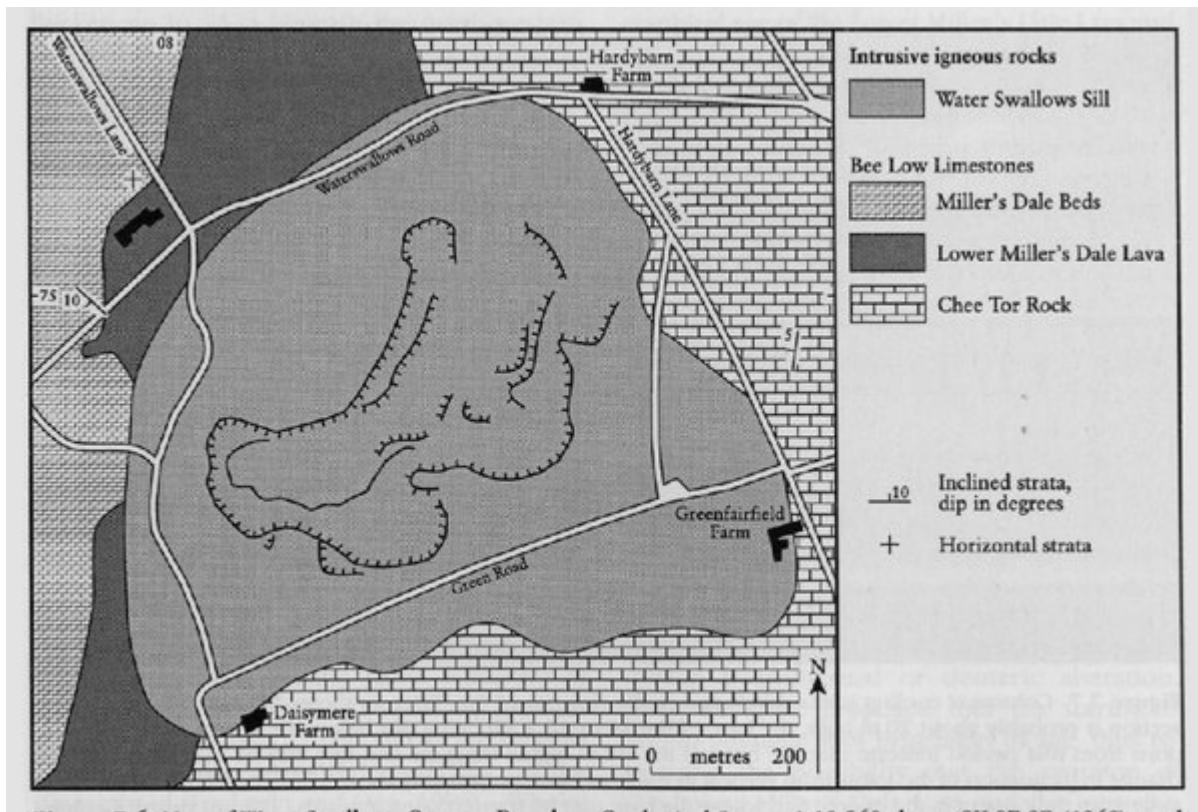 08
Waterswallows Lane
Hardybarn
Farm
Waterswallows Road
Hardybarn Lane
75
10
5
Greenfairfield
Farm
Green Road
Daisymere
Farm
N
0 metres 200
Intrusive igneous rocks
Water Swallows Sill
Bee Low Limestones
Miller's Dale Beds
Lower Miller's Dale Lava
Chee Tor Rock
10
Inclined strata,
dip in degrees
Horizontal strata